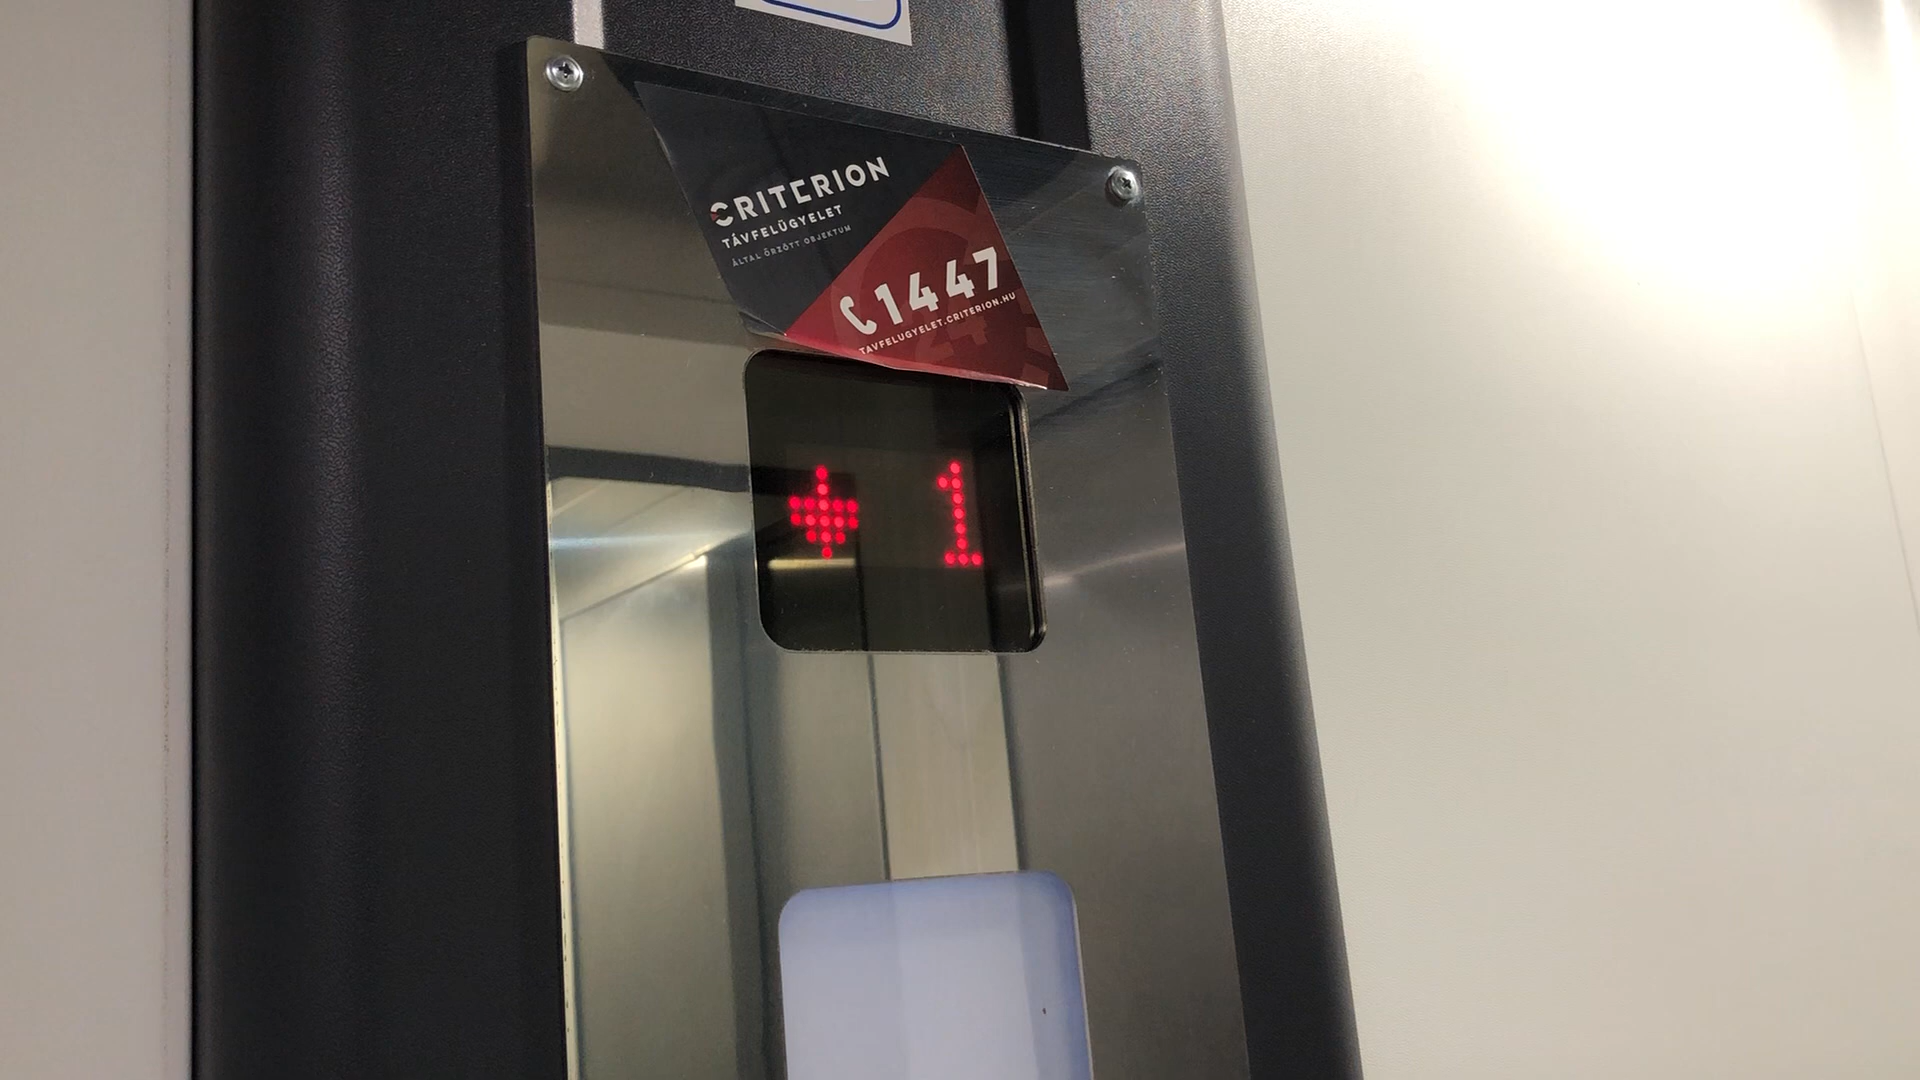 CRITERION
TÁVFELÜGYELET
ÁLTAL ŐRZÖTT OBJEKTUM
1447
TAVFELUGYELET.CRITERION.HU
1